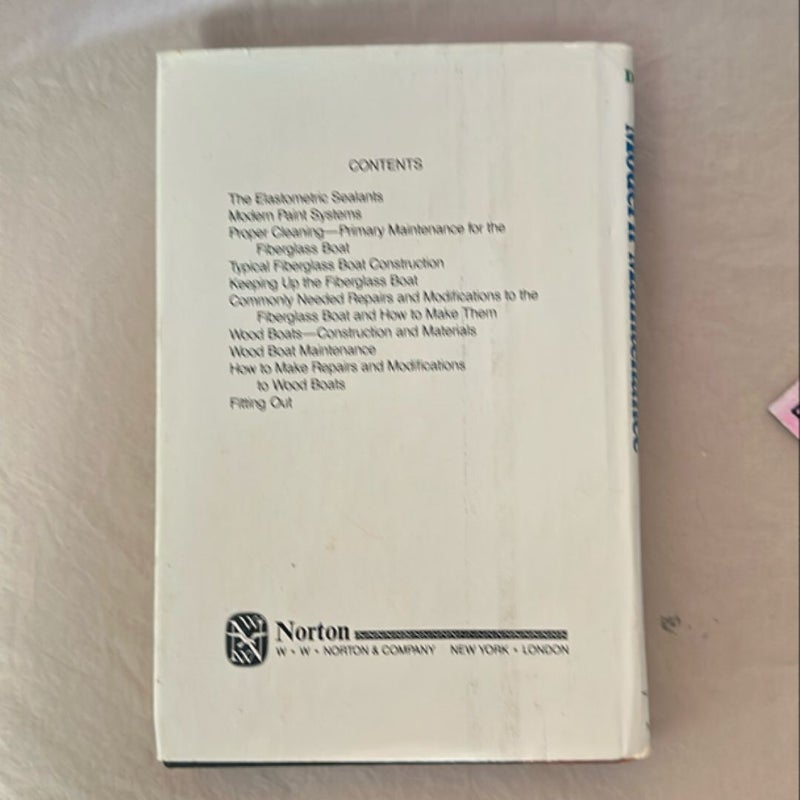 CONTENTS
The Elastometric Sealants
Modern Paint Systems
Proper Cleaning—Primary Maintenance for the
Fiberglass Boat
Typical Fiberglass Boat Construction
Keeping Up the Fiberglass Boat
Commonly Needed Repairs and Modifications to the
Fiberglass Boat and How to Make Them
Wood Boats—Construction and Materials
Wood Boat Maintenance
How to Make Repairs and Modifications
to Wood Boats
Fitting Out
Norton
W • W • NORTON & COMPANY NEW YORK • LONDON
Modern Maintenance